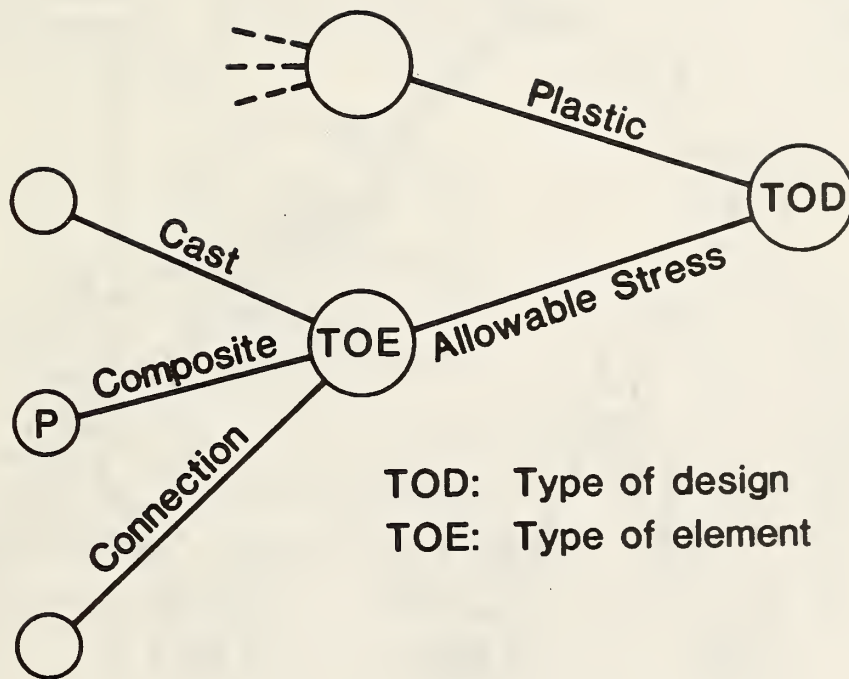 Plastic
TOD
Cast
Allowable Stress
TOE
Composite
P
Connection
TOD: Type of design
TOE: Type of element